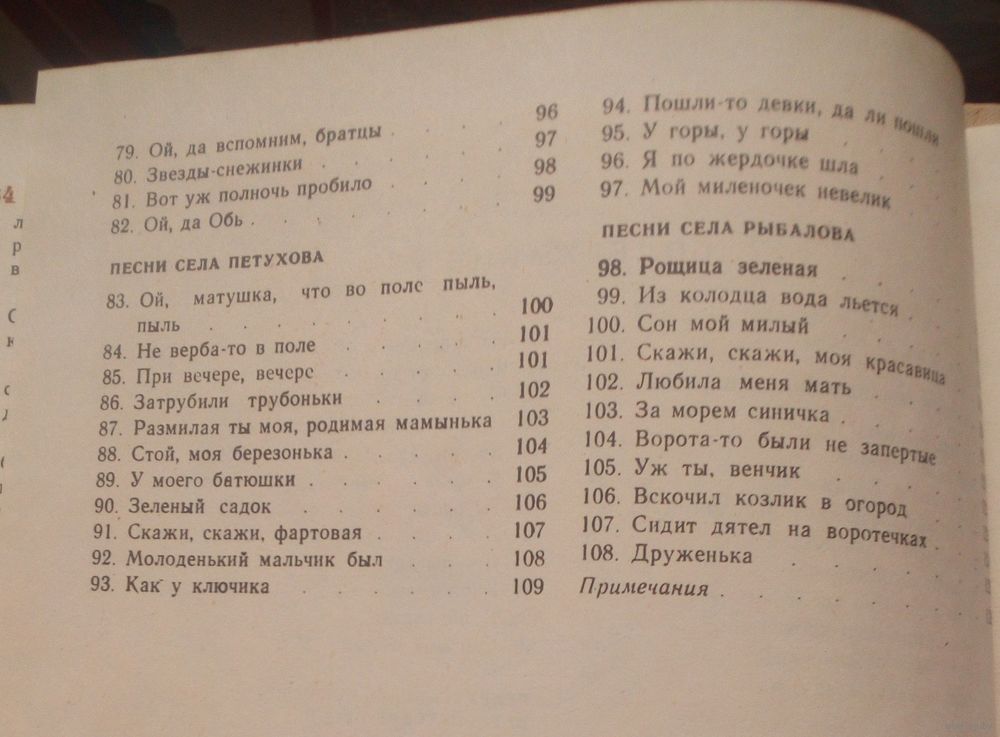 79. Ой, да вспомним, братцы . . . . 96
80. Звезды-снежинки . . . . 97
81. Вот уж полночь пробило . . . . 98
82. Ой, да Обь . . . . 99
ПЕСНИ СЕЛА ПЕТУХОВА
83. Ой, матушка, что во поле пыль,
пыль . . . . 100
84. Не верба-то в поле . . . . 101
85. При вечере, вечере . . . . 101
86. Затрубили трубоньки . . . . 102
87. Размилая ты моя, родимая мамынька 103
88. Стой, моя березонька . . . . 104
89. У моего батюшки . . . . 105
90. Зеленый садок . . . . 106
91. Скажи, скажи, фартовая . . . . 107
92. Молоденький мальчик был . . . . 108
93. Как у ключика . . . . 109
94. Пошли-то девки, да ли пошли
95. У горы, у горы
96. Я по жердочке шла
97. Мой миленочек невелик
ПЕСНИ СЕЛА РЫБАЛОВА
98. Рощица зеленая
99. Из колодца вода льется
100. Сон мой милый
101. Скажи, скажи, моя красавица
102. Любила меня мать
103. За морем синичка
104. Ворота-то были не запертые
105. Уж ты, венчик
106. Вскочил козлик в огород
107. Сидит дятел на воротечках
108. Друженька
Примечания